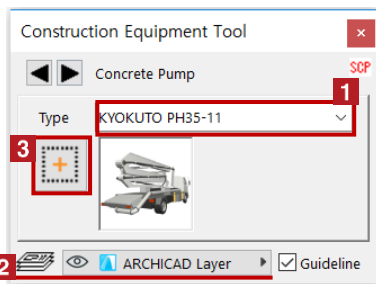 Construction Equipment Tool ×
Concrete Pump SCP
1
Type KYOKUTO PH35-11
3
2 ARCHICAD Layer Guideline